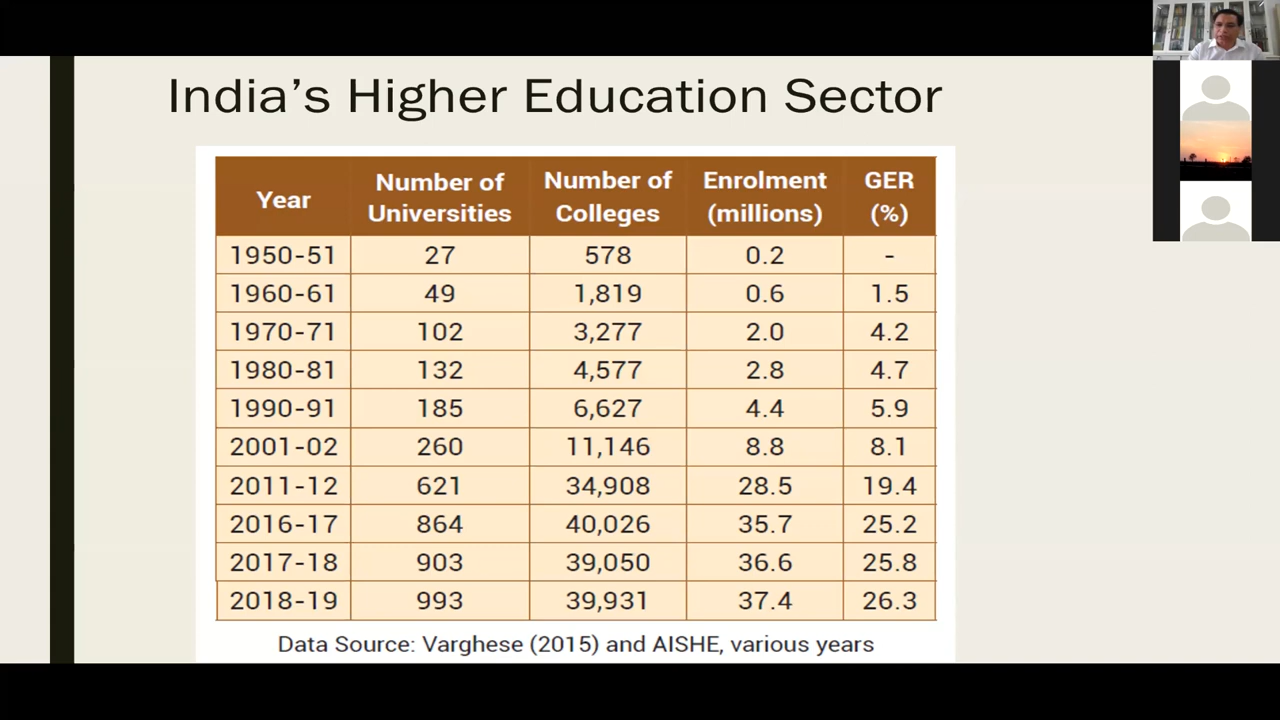 India’s Higher Education Sector
Year Number of Universities Number of Colleges Enrolment (millions) GER (%)
1950-51 27 578 0.2 -
1960-61 49 1,819 0.6 1.5
1970-71 102 3,277 2.0 4.2
1980-81 132 4,577 2.8 4.7
1990-91 185 6,627 4.4 5.9
2001-02 260 11,146 8.8 8.1
2011-12 621 34,908 28.5 19.4
2016-17 864 40,026 35.7 25.2
2017-18 903 39,050 36.6 25.8
2018-19 993 39,931 37.4 26.3
Data Source: Varghese (2015) and AISHE, various years